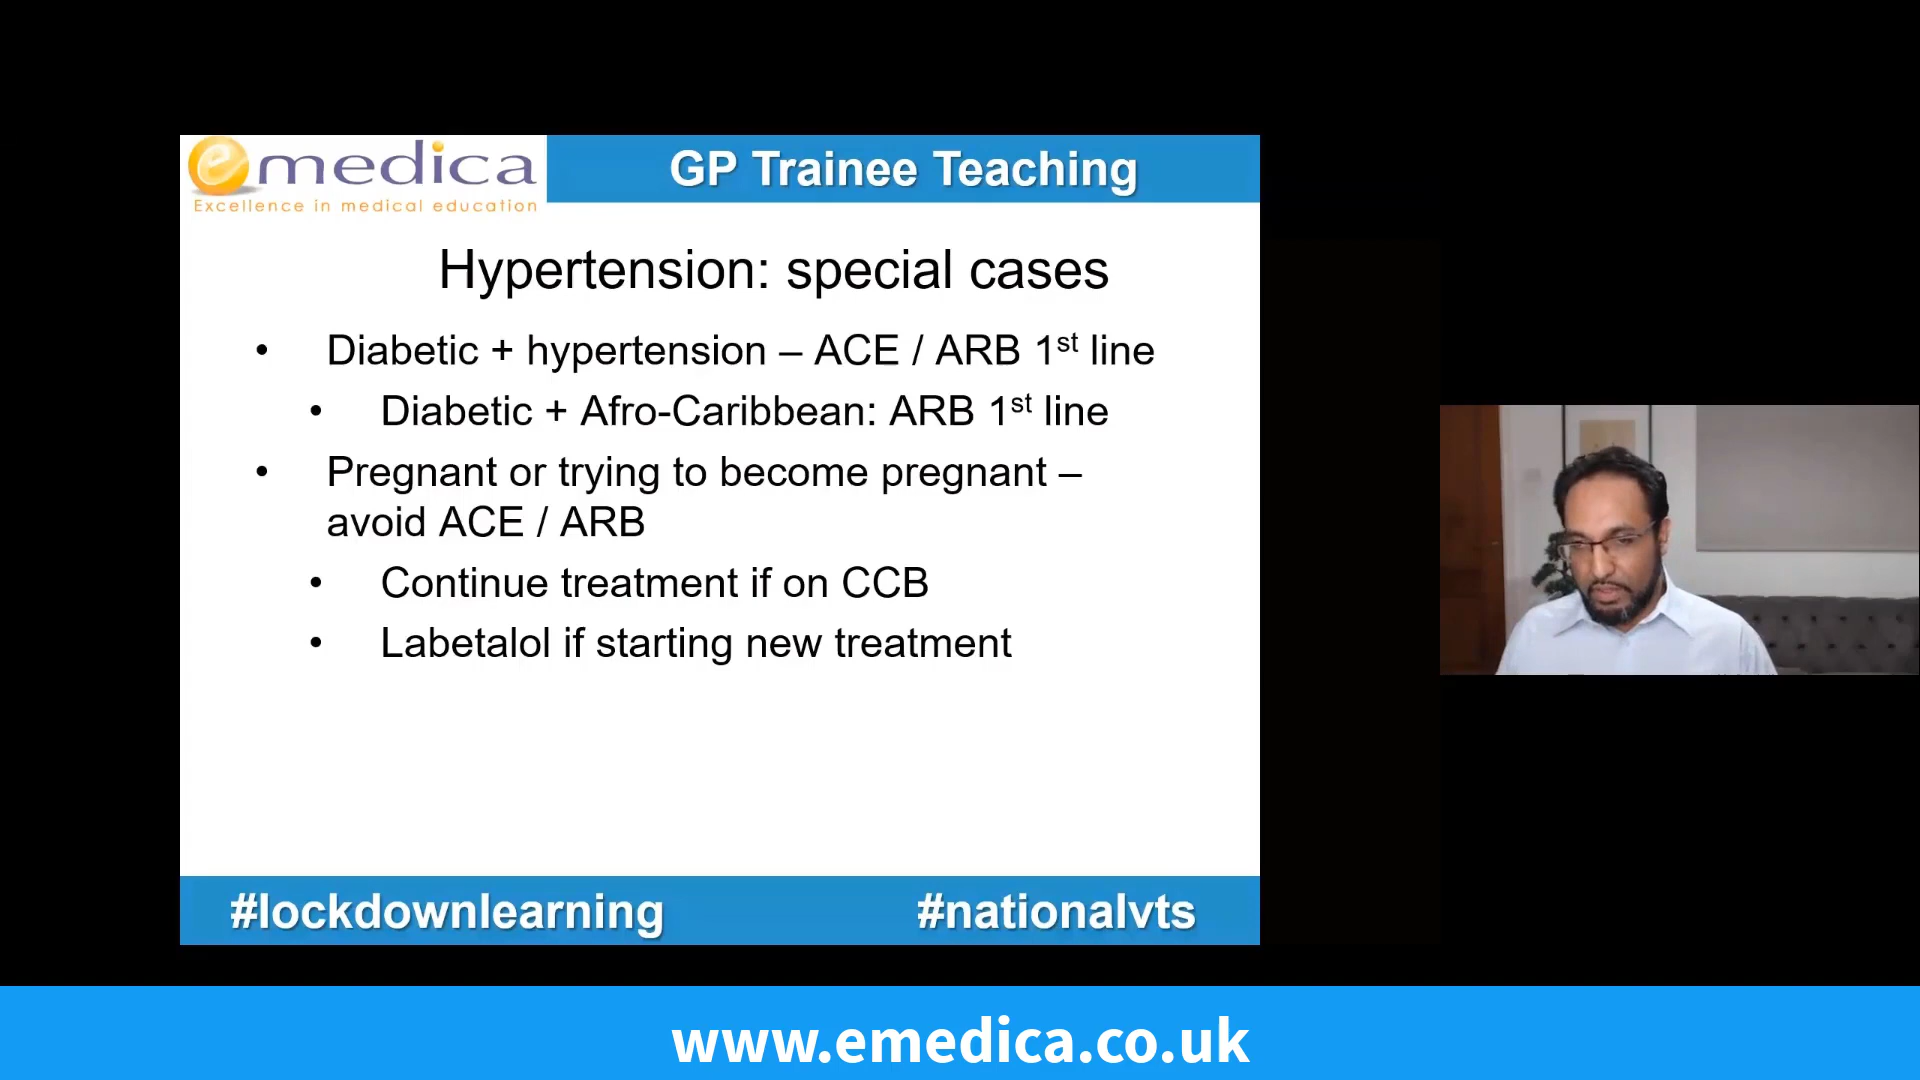 emedica
Excellence in medical education
GP Trainee Teaching
Hypertension: special cases
• Diabetic + hypertension – ACE / ARB 1st line
• Diabetic + Afro-Caribbean: ARB 1st line
• Pregnant or trying to become pregnant –
avoid ACE / ARB
• Continue treatment if on CCB
• Labetalol if starting new treatment
#lockdownlearning
#nationalvts
www.emedica.co.uk